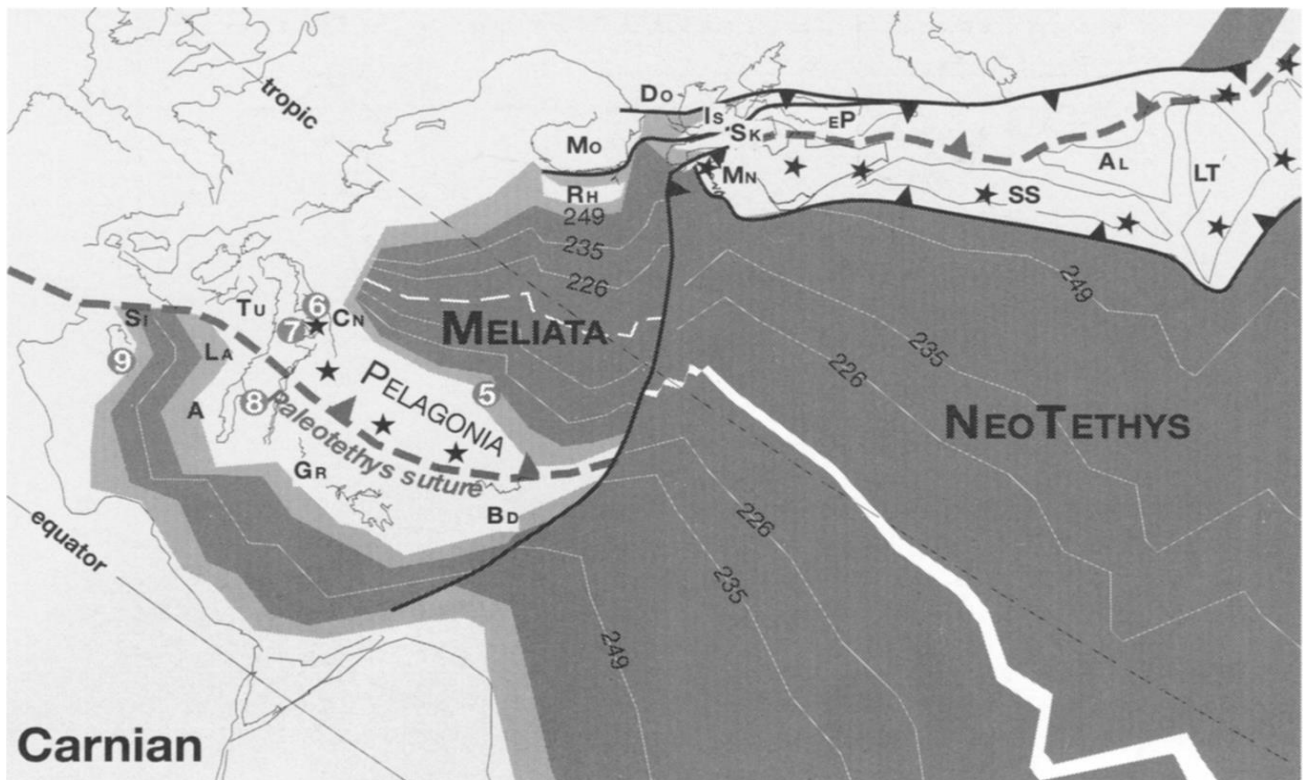 tropic
Do
Is
Sk
EP
Mo
Mn
Al
LT
Rh
SS
249
235
226
249
Tu
6
Cn
Si
7
Meliata
235
La
9
226
Pelagonia
5
8
A
NeoTethys
Paleotethys suture
Gr
Bd
226
equator
235
249
Carnian